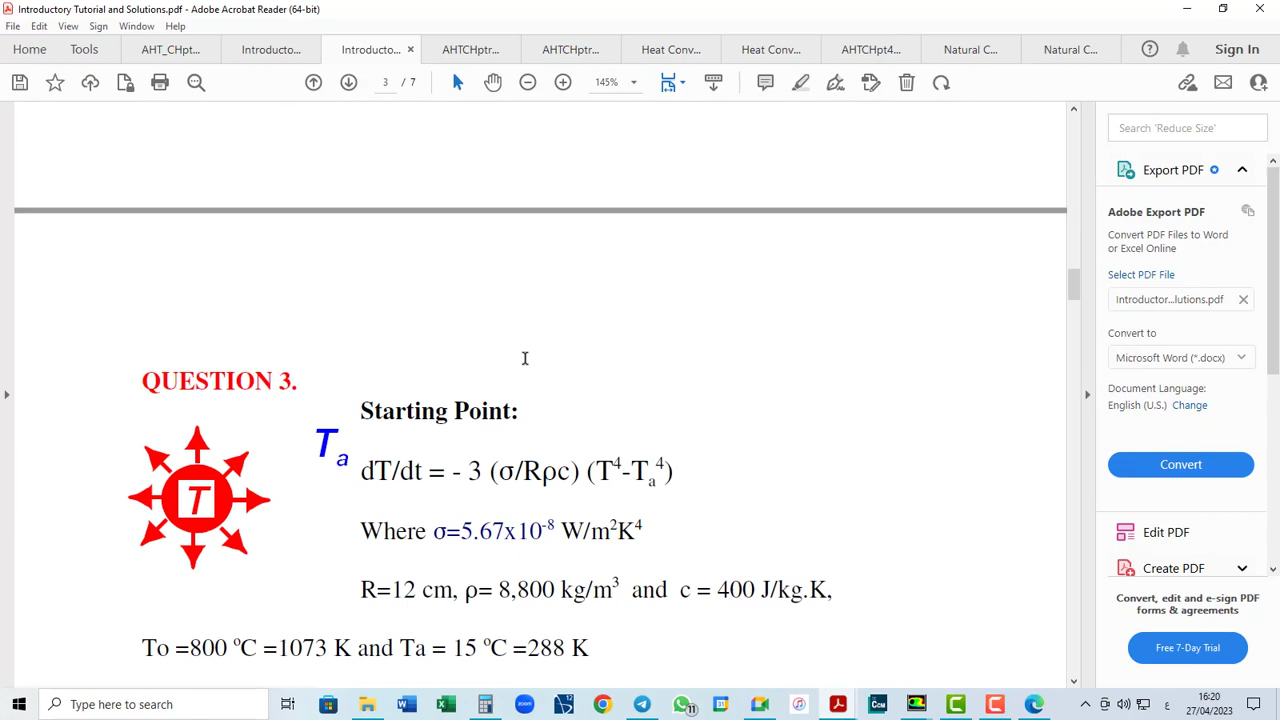 Introductory Tutorial and Solutions.pdf - Adobe Acrobat Reader (64-bit)
File Edit View Sign Window Help
Home Tools AHT_CHpt... Introducto... Introducto... × AHTCHptr... AHTCHptr... Heat Conv... Heat Conv... AHTCHpt4... Natural C... Natural C... Sign In
3 / 7 145%
Search 'Reduce Size'
Export PDF
Adobe Export PDF
Convert PDF Files to Word
or Excel Online
Select PDF File
Introductor...lutions.pdf
Convert to
Microsoft Word (*.docx)
Document Language:
English (U.S.) Change
Convert
Edit PDF
Create PDF
Convert, edit and e-sign PDF
forms & agreements
Free 7-Day Trial
QUESTION 3.
Starting Point:
Tₐ
T
dT/dt = - 3 (σ/Rρc) (T⁴-Tₐ⁴)
Where σ=5.67x10⁻⁸ W/m²K⁴
R=12 cm, ρ= 8,800 kg/m³ and c = 400 J/kg.K,
To =800 ºC =1073 K and Ta = 15 ºC =288 K
Type here to search
zoom
11
31
Com
ع
16:20
27/04/2023